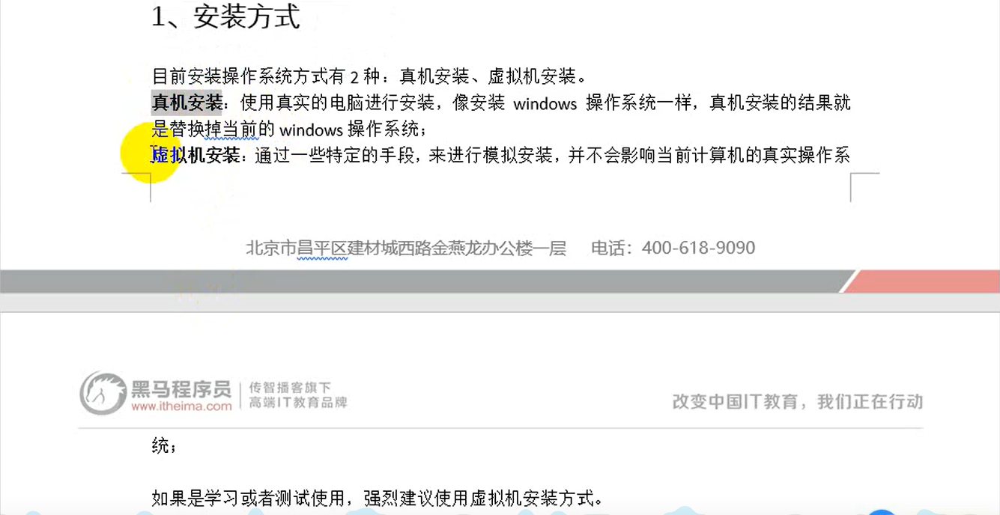 1、安装方式
目前安装操作系统方式有 2 种：真机安装、虚拟机安装。
真机安装：使用真实的电脑进行安装，像安装 windows 操作系统一样，真机安装的结果就
是替换掉当前的 windows 操作系统；
虚拟机安装：通过一些特定的手段，来进行模拟安装，并不会影响当前计算机的真实操作系
北京市昌平区建材城西路金燕龙办公楼一层 电话：400-618-9090
黑马程序员
www.itheima.com
传智播客旗下
高端IT教育品牌
改变中国IT教育，我们正在行动
统；
如果是学习或者测试使用，强烈建议使用虚拟机安装方式。